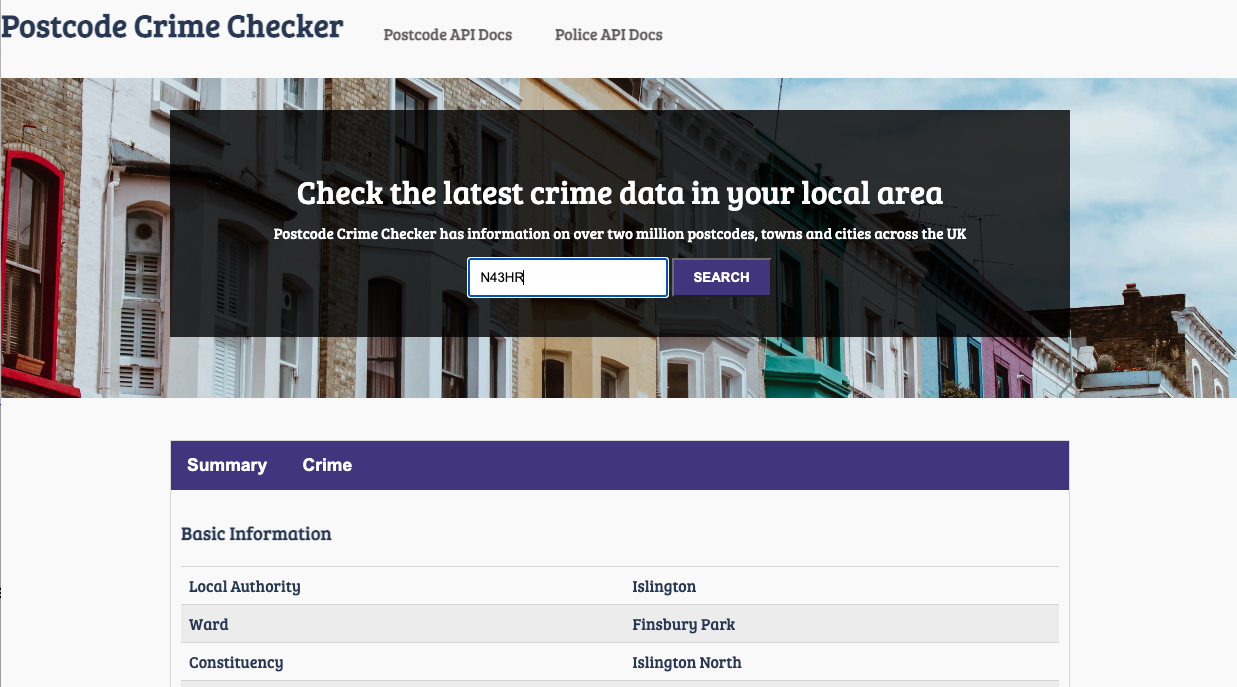 Postcode Crime Checker
Postcode API Docs
Police API Docs
Check the latest crime data in your local area
Postcode Crime Checker has information on over two million postcodes, towns and cities across the UK
N43HR
SEARCH
Summary
Crime
Basic Information
Local Authority Islington
Ward Finsbury Park
Constituency Islington North